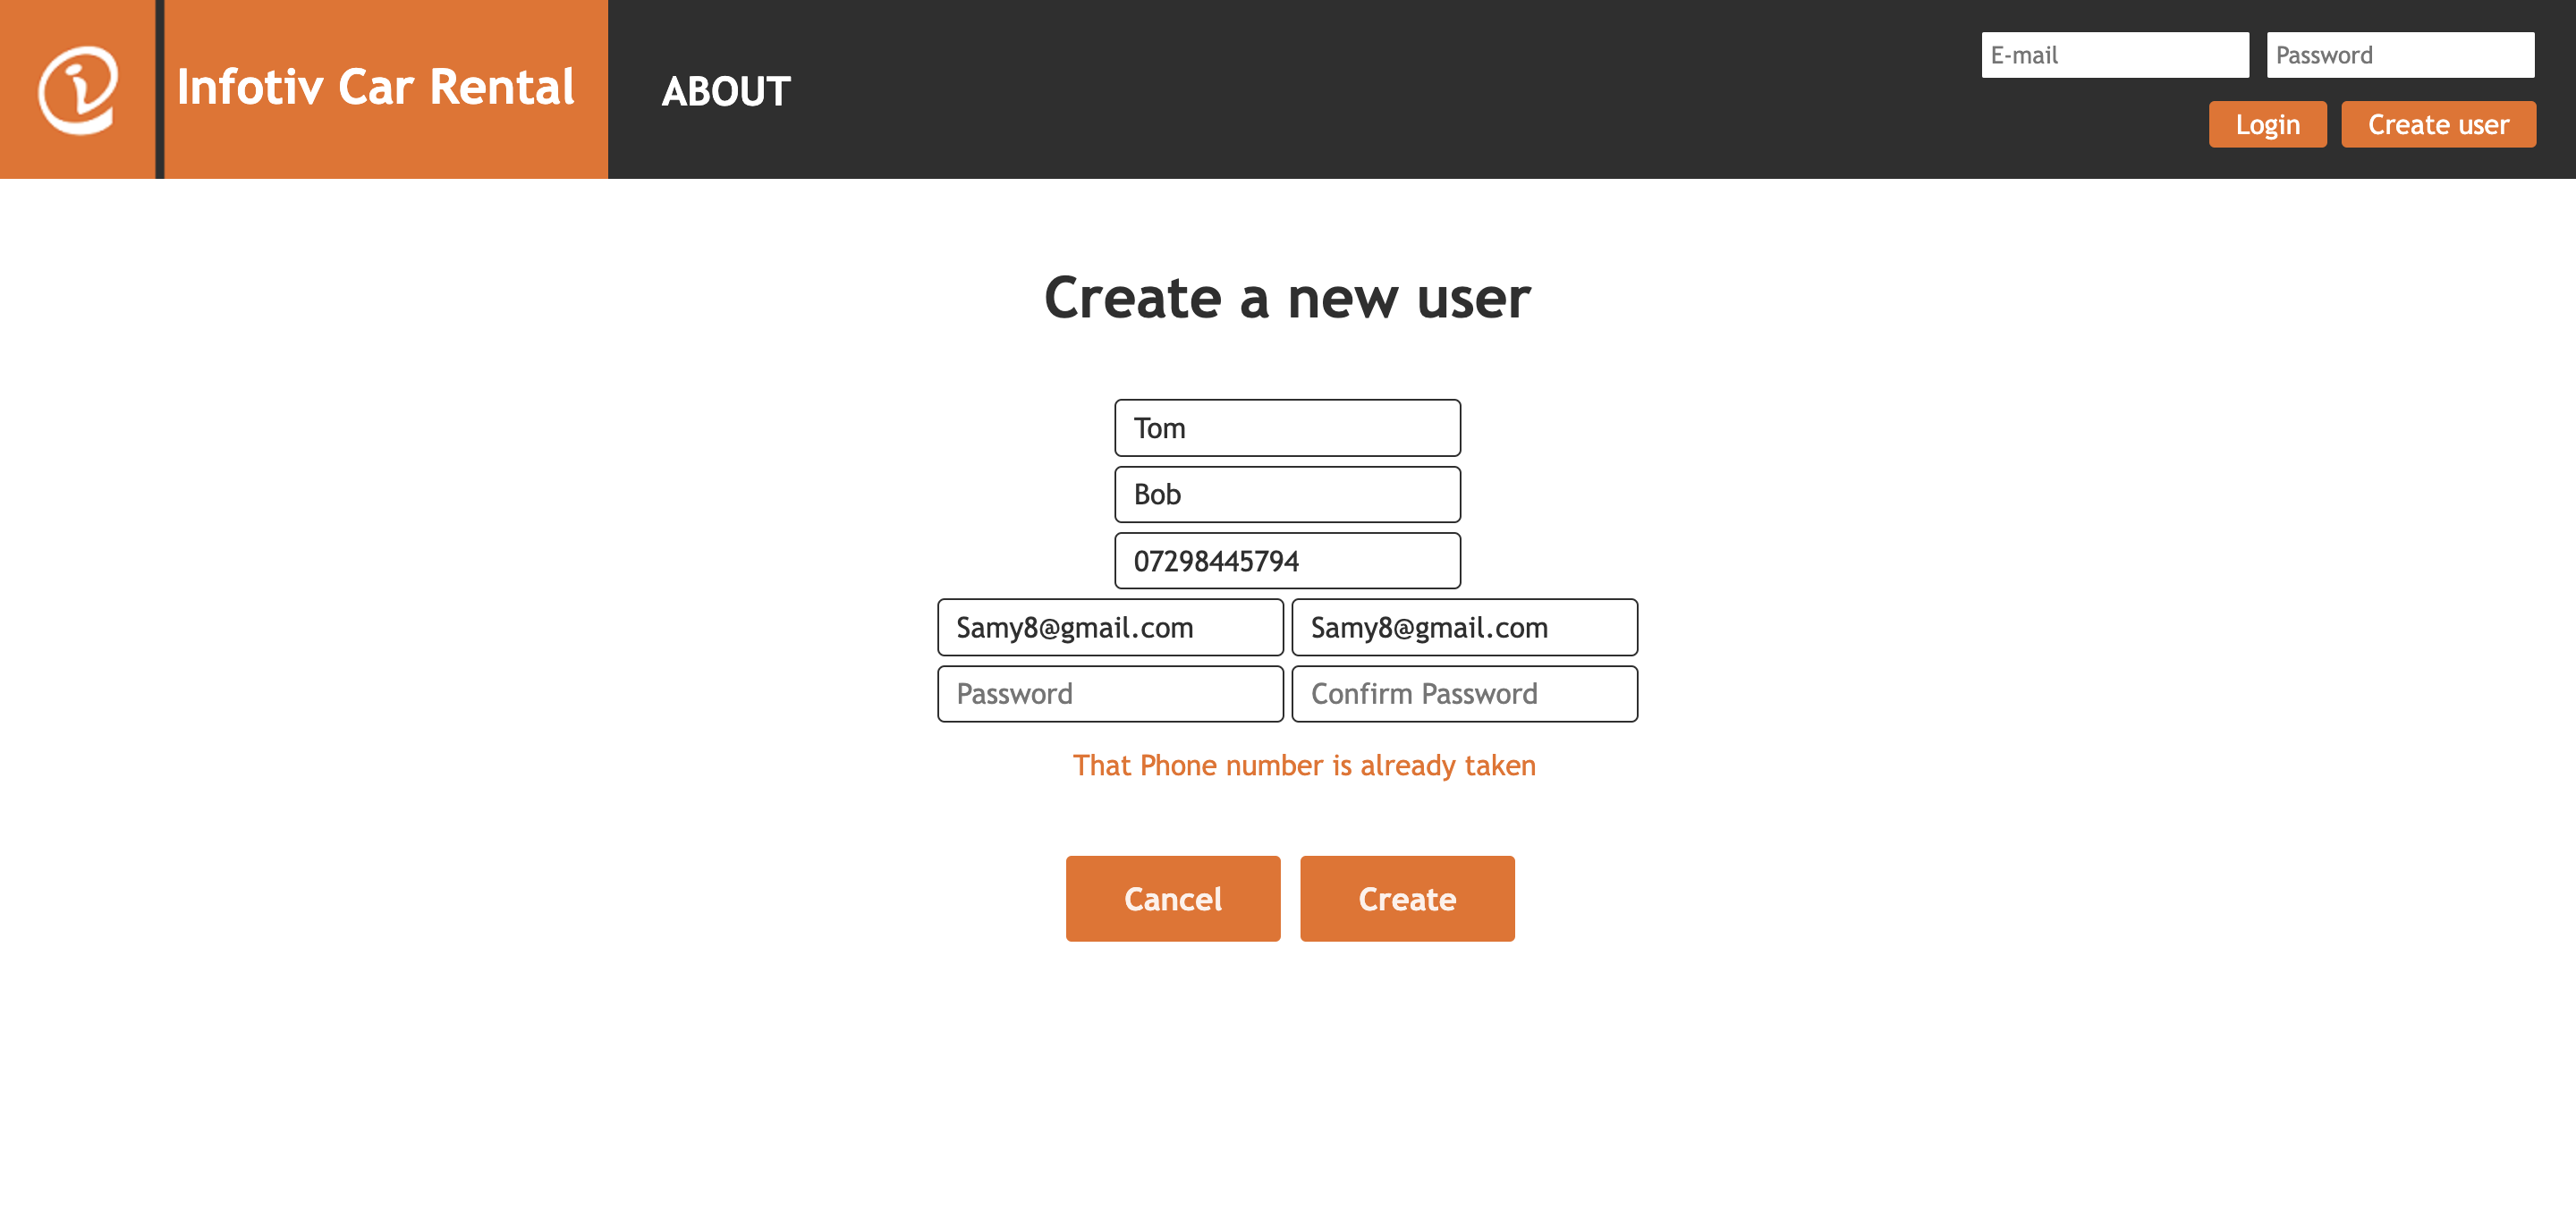 Infotiv Car Rental
ABOUT
E-mail
Password
Login
Create user
Create a new user
Tom
Bob
07298445794
Samy8@gmail.com
Samy8@gmail.com
Password
Confirm Password
That Phone number is already taken
Cancel
Create